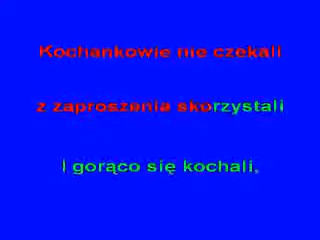 Kochankowie nie czekali
z zaproszenia skorzystali
I gorąco się kochali,